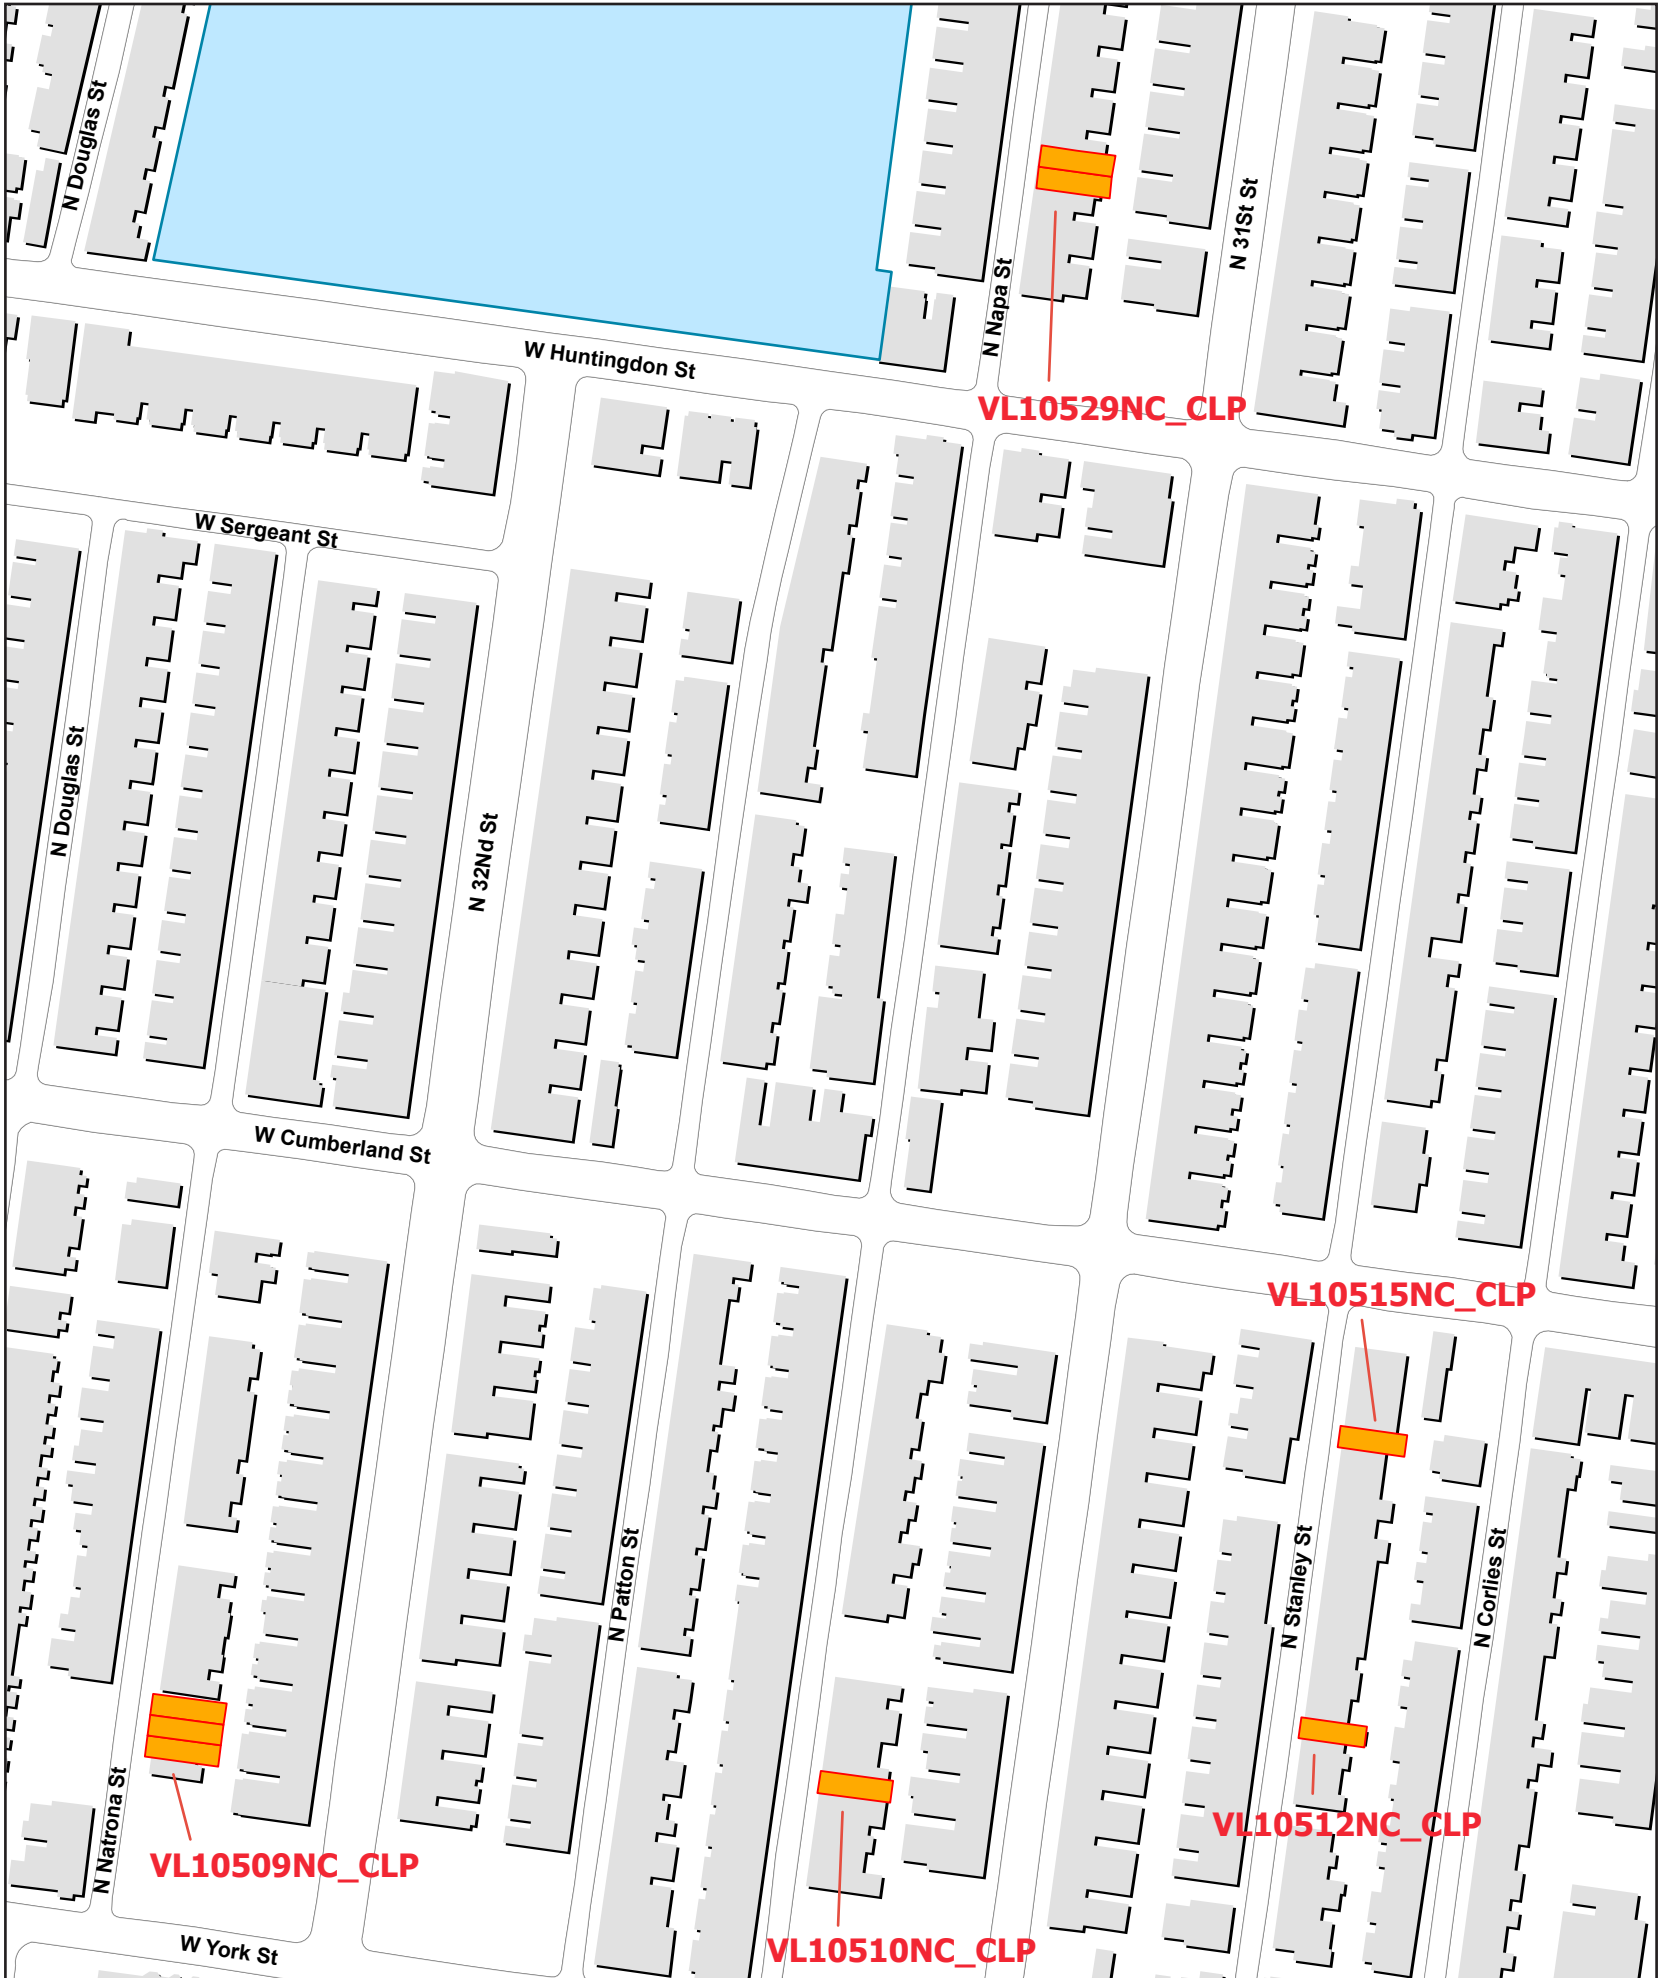 N Douglas St
N 31St St
N Napa St
W Huntingdon St
VL10529NC_CLP
W Sergeant St
N Douglas St
N 32Nd St
W Cumberland St
VL10515NC_CLP
N Patton St
N Stanley St
N Corlies St
N Natrona St
VL10512NC_CLP
VL10509NC_CLP
W York St
VL10510NC_CLP